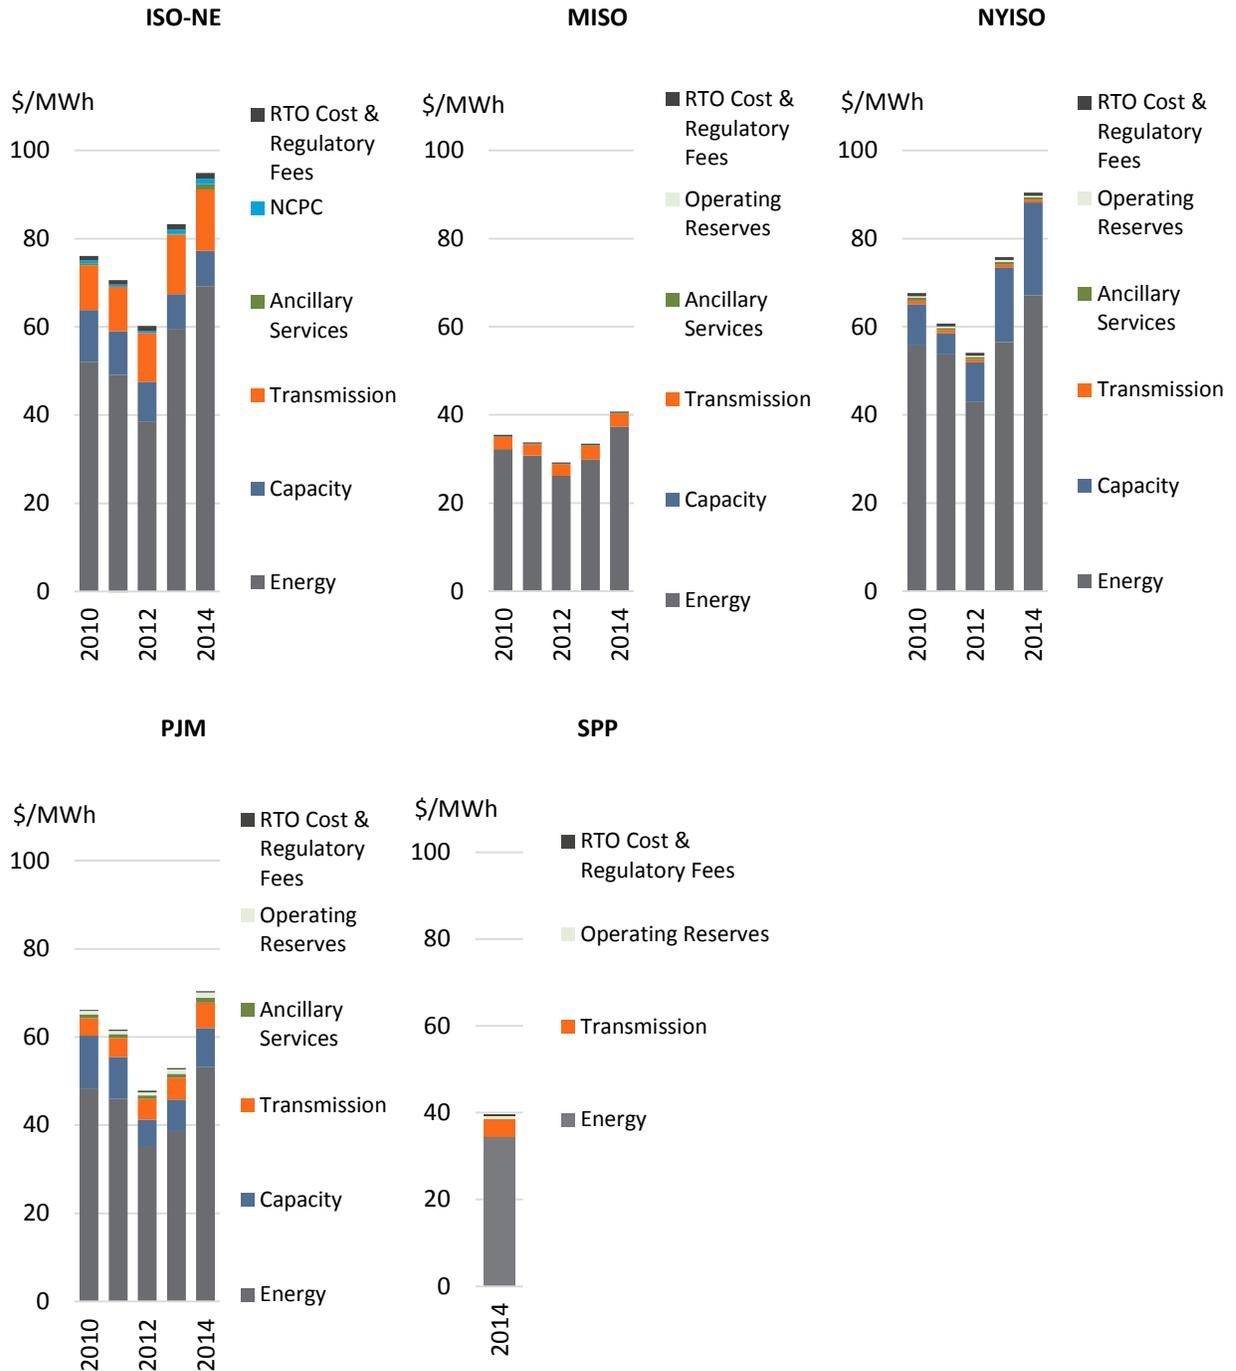 ISO-NE
$/MWh
100
80
60
40
20
0
2010
2012
2014
RTO Cost &
Regulatory
Fees
NCPC
Ancillary
Services
Transmission
Capacity
Energy
MISO
$/MWh
100
80
60
40
20
0
2010
2012
2014
RTO Cost &
Regulatory
Fees
Operating
Reserves
Ancillary
Services
Transmission
Capacity
Energy
NYISO
$/MWh
100
80
60
40
20
0
2010
2012
2014
RTO Cost &
Regulatory
Fees
Operating
Reserves
Ancillary
Services
Transmission
Capacity
Energy
PJM
$/MWh
100
80
60
40
20
0
2010
2012
2014
RTO Cost &
Regulatory
Fees
Operating
Reserves
Ancillary
Services
Transmission
Capacity
Energy
SPP
$/MWh
100
80
60
40
20
0
2014
RTO Cost &
Regulatory Fees
Operating Reserves
Transmission
Energy